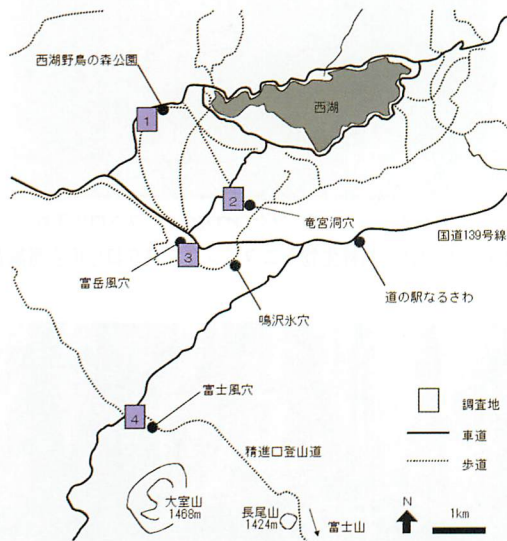 西湖野鳥の森公園
西湖
1
2
竜宮洞穴
国道139号線
3
富岳風穴
鳴沢氷穴
道の駅なるさわ
4
富士風穴
精進口登山道
大室山
1468m
長尾山
1424m
富士山
調査地
車道
歩道
N
1km